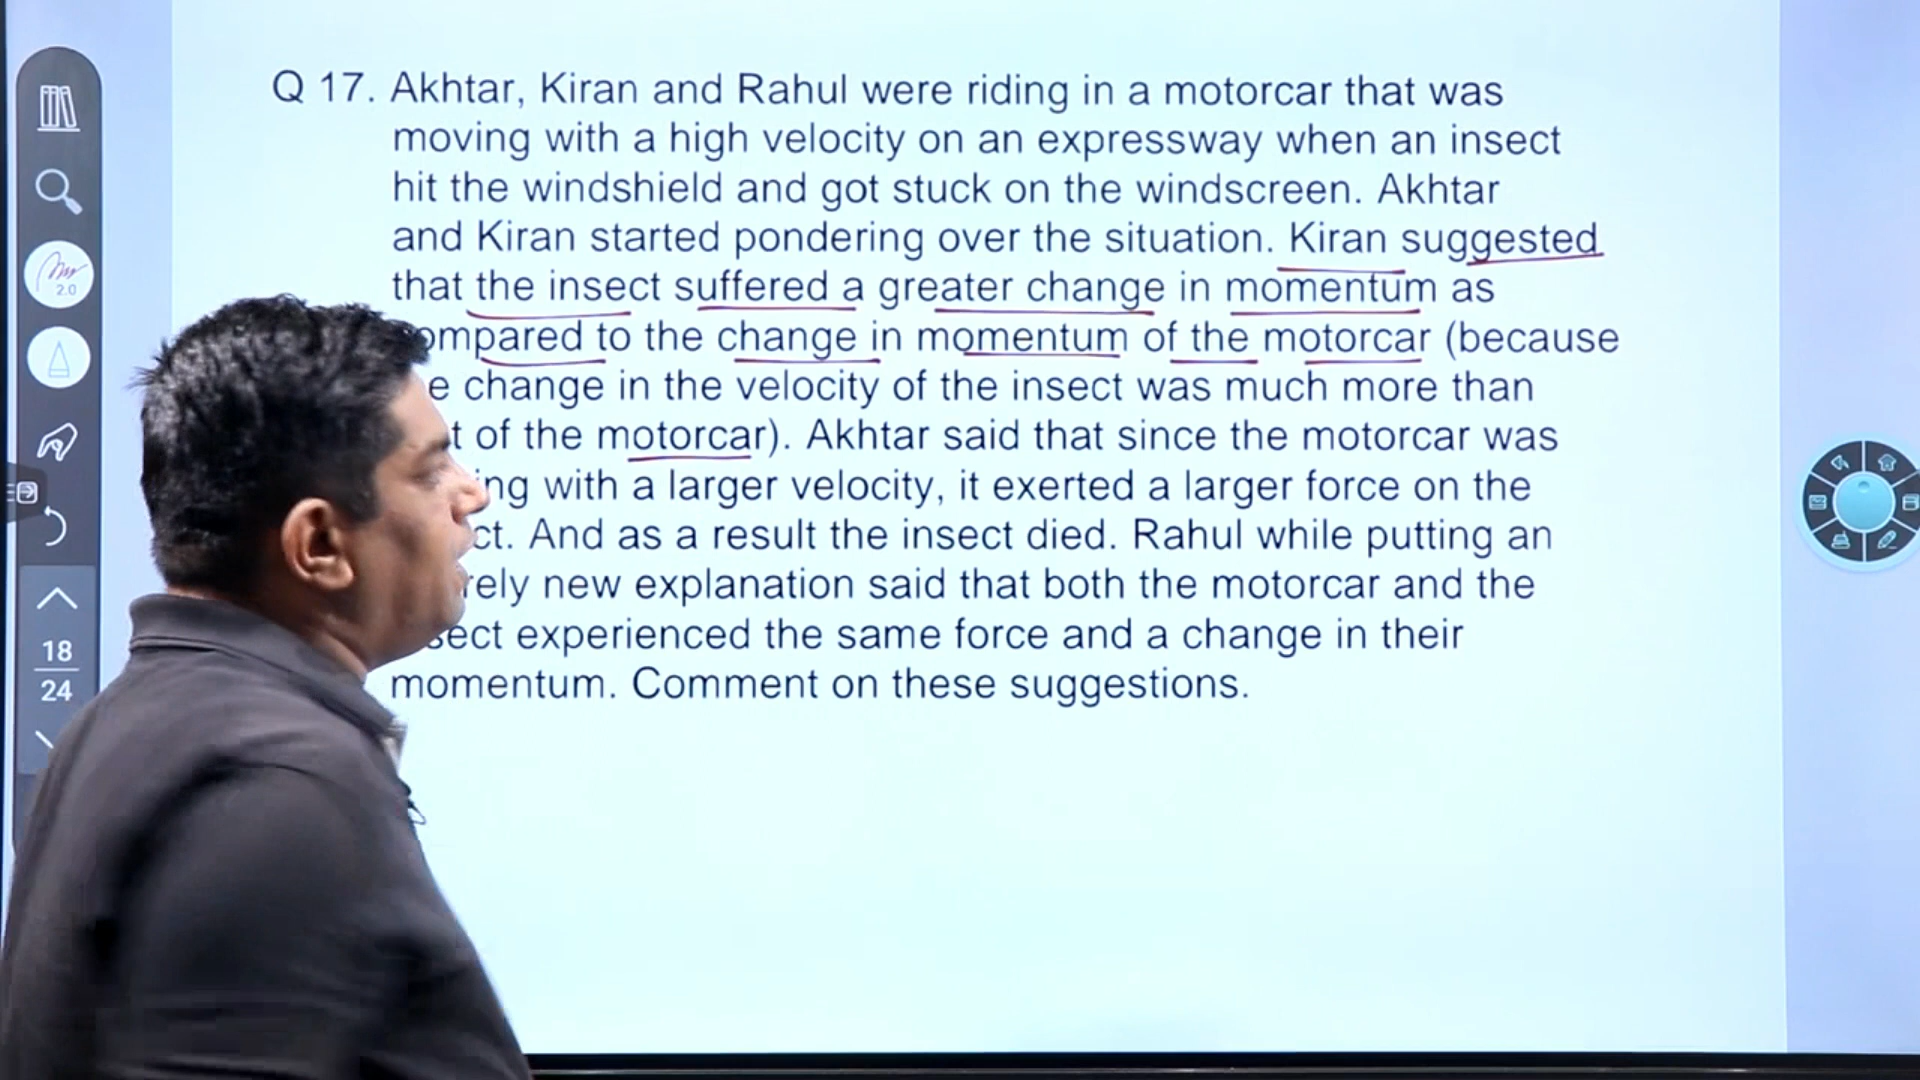 Q 17. Akhtar, Kiran and Rahul were riding in a motorcar that was
moving with a high velocity on an expressway when an insect
hit the windshield and got stuck on the windscreen. Akhtar
and Kiran started pondering over the situation. Kiran suggested
that the insect suffered a greater change in momentum as
to the change in momentum of the motorcar (because
change in the velocity of the insect was much more than
of the motorcar). Akhtar said that since the motorcar was
with a larger velocity, it exerted a larger force on the
And as a result the insect died. Rahul while putting an
new explanation said that both the motorcar and the
experienced the same force and a change in their
momentum. Comment on these suggestions.
2.0
18
24